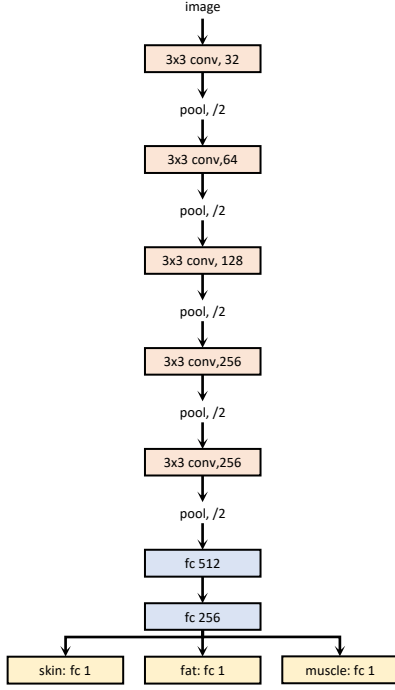 image
3x3 conv, 32
pool, /2
3x3 conv,64
pool, /2
3x3 conv, 128
pool, /2
3x3 conv,256
pool, /2
3x3 conv,256
pool, /2
fc 512
fc 256
skin: fc 1
fat: fc 1
muscle: fc 1